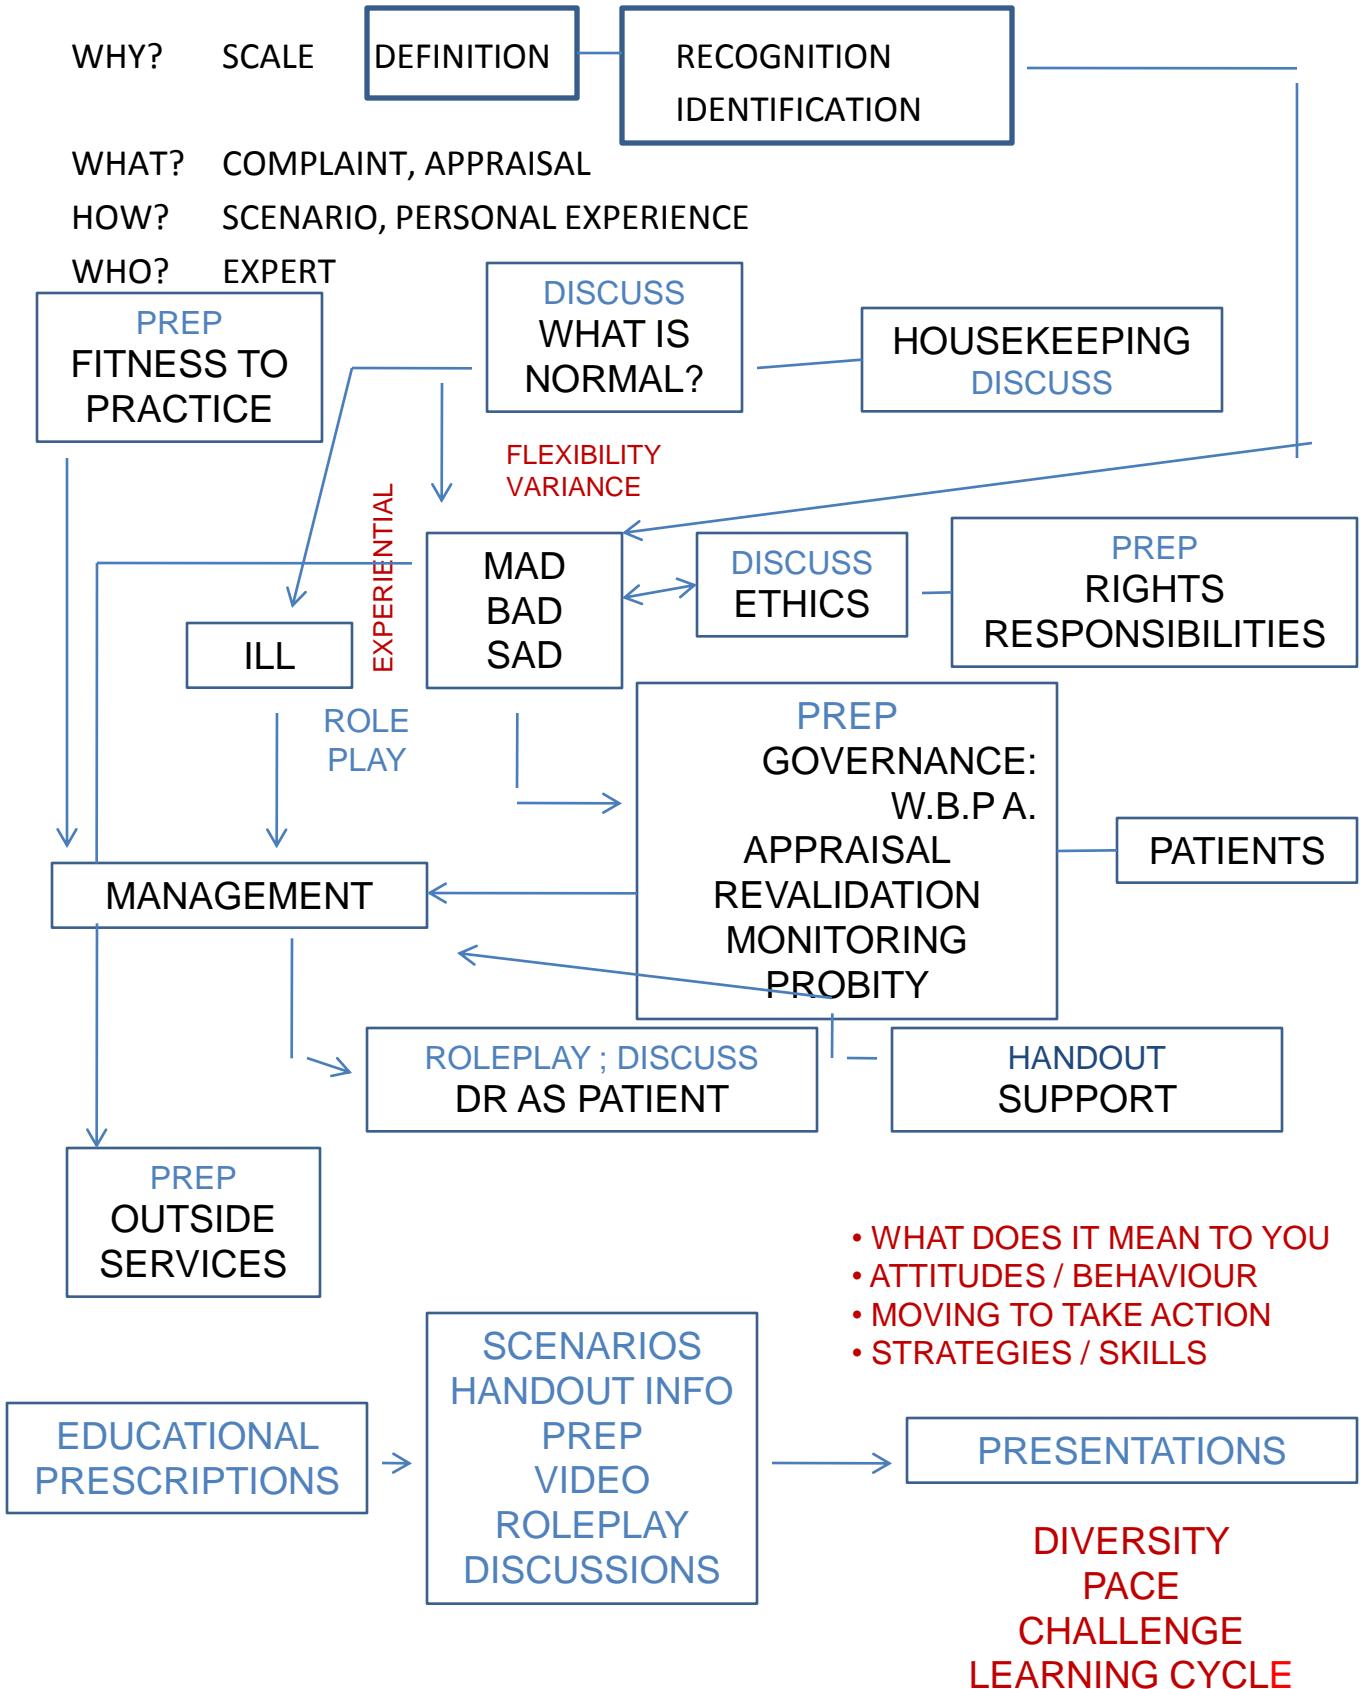 WHY? SCALE DEFINITION RECOGNITION
IDENTIFICATION
WHAT? COMPLAINT, APPRAISAL
HOW? SCENARIO, PERSONAL EXPERIENCE
WHO? EXPERT
PREP
FITNESS TO
PRACTICE
DISCUSS
WHAT IS
NORMAL?
HOUSEKEEPING
DISCUSS
FLEXIBILITY
VARIANCE
EXPERIENTIAL
MAD
BAD
SAD
DISCUSS
ETHICS
PREP
RIGHTS
RESPONSIBILITIES
ILL
ROLE
PLAY
PREP
GOVERNANCE:
W.B.P A.
APPRAISAL
REVALIDATION
MONITORING
PROBITY
PATIENTS
MANAGEMENT
ROLEPLAY ; DISCUSS
DR AS PATIENT
HANDOUT
SUPPORT
PREP
OUTSIDE
SERVICES
• WHAT DOES IT MEAN TO YOU
• ATTITUDES / BEHAVIOUR
• MOVING TO TAKE ACTION
• STRATEGIES / SKILLS
EDUCATIONAL
PRESCRIPTIONS
SCENARIOS
HANDOUT INFO
PREP
VIDEO
ROLEPLAY
DISCUSSIONS
PRESENTATIONS
DIVERSITY
PACE
CHALLENGE
LEARNING CYCLE